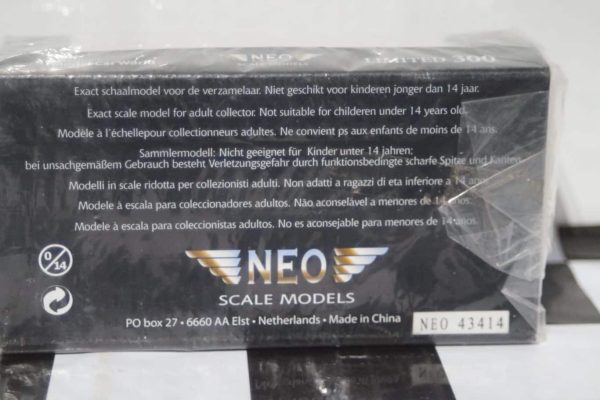 NEO
LIMITED 300
Exact schaalmodel voor de verzamelaar. Niet geschikt voor kinderen jonger dan 14 jaar.
Exact scale model for adult collector. Not suitable for childeren under 14 years old.
Modèle à l'échellepour collectionneurs adultes. Ne convient ps aux enfants de moins de 14 ans.
Sammlermodell: Nicht geeignet für Kinder unter 14 jahren;
bei unsachgemäßem Gebrauch besteht Verletzungsgefahr durch funktionsbedingte scharfe Spitze und Kanten.
Modelli in scale ridotta per collezionisti adulti. Non adatti a ragazzi di eta inferiore a 14 anni.
Modele à escala para coleccionadores adultos. Não aconselável a menores de 14 anos.
Modele à escala para coleccionistas adultos. No es aconsejable para menores de 14 anos.
0/14
NEO
SCALE MODELS
PO box 27 • 6660 AA Elst • Netherlands • Made in China
NEO 43414